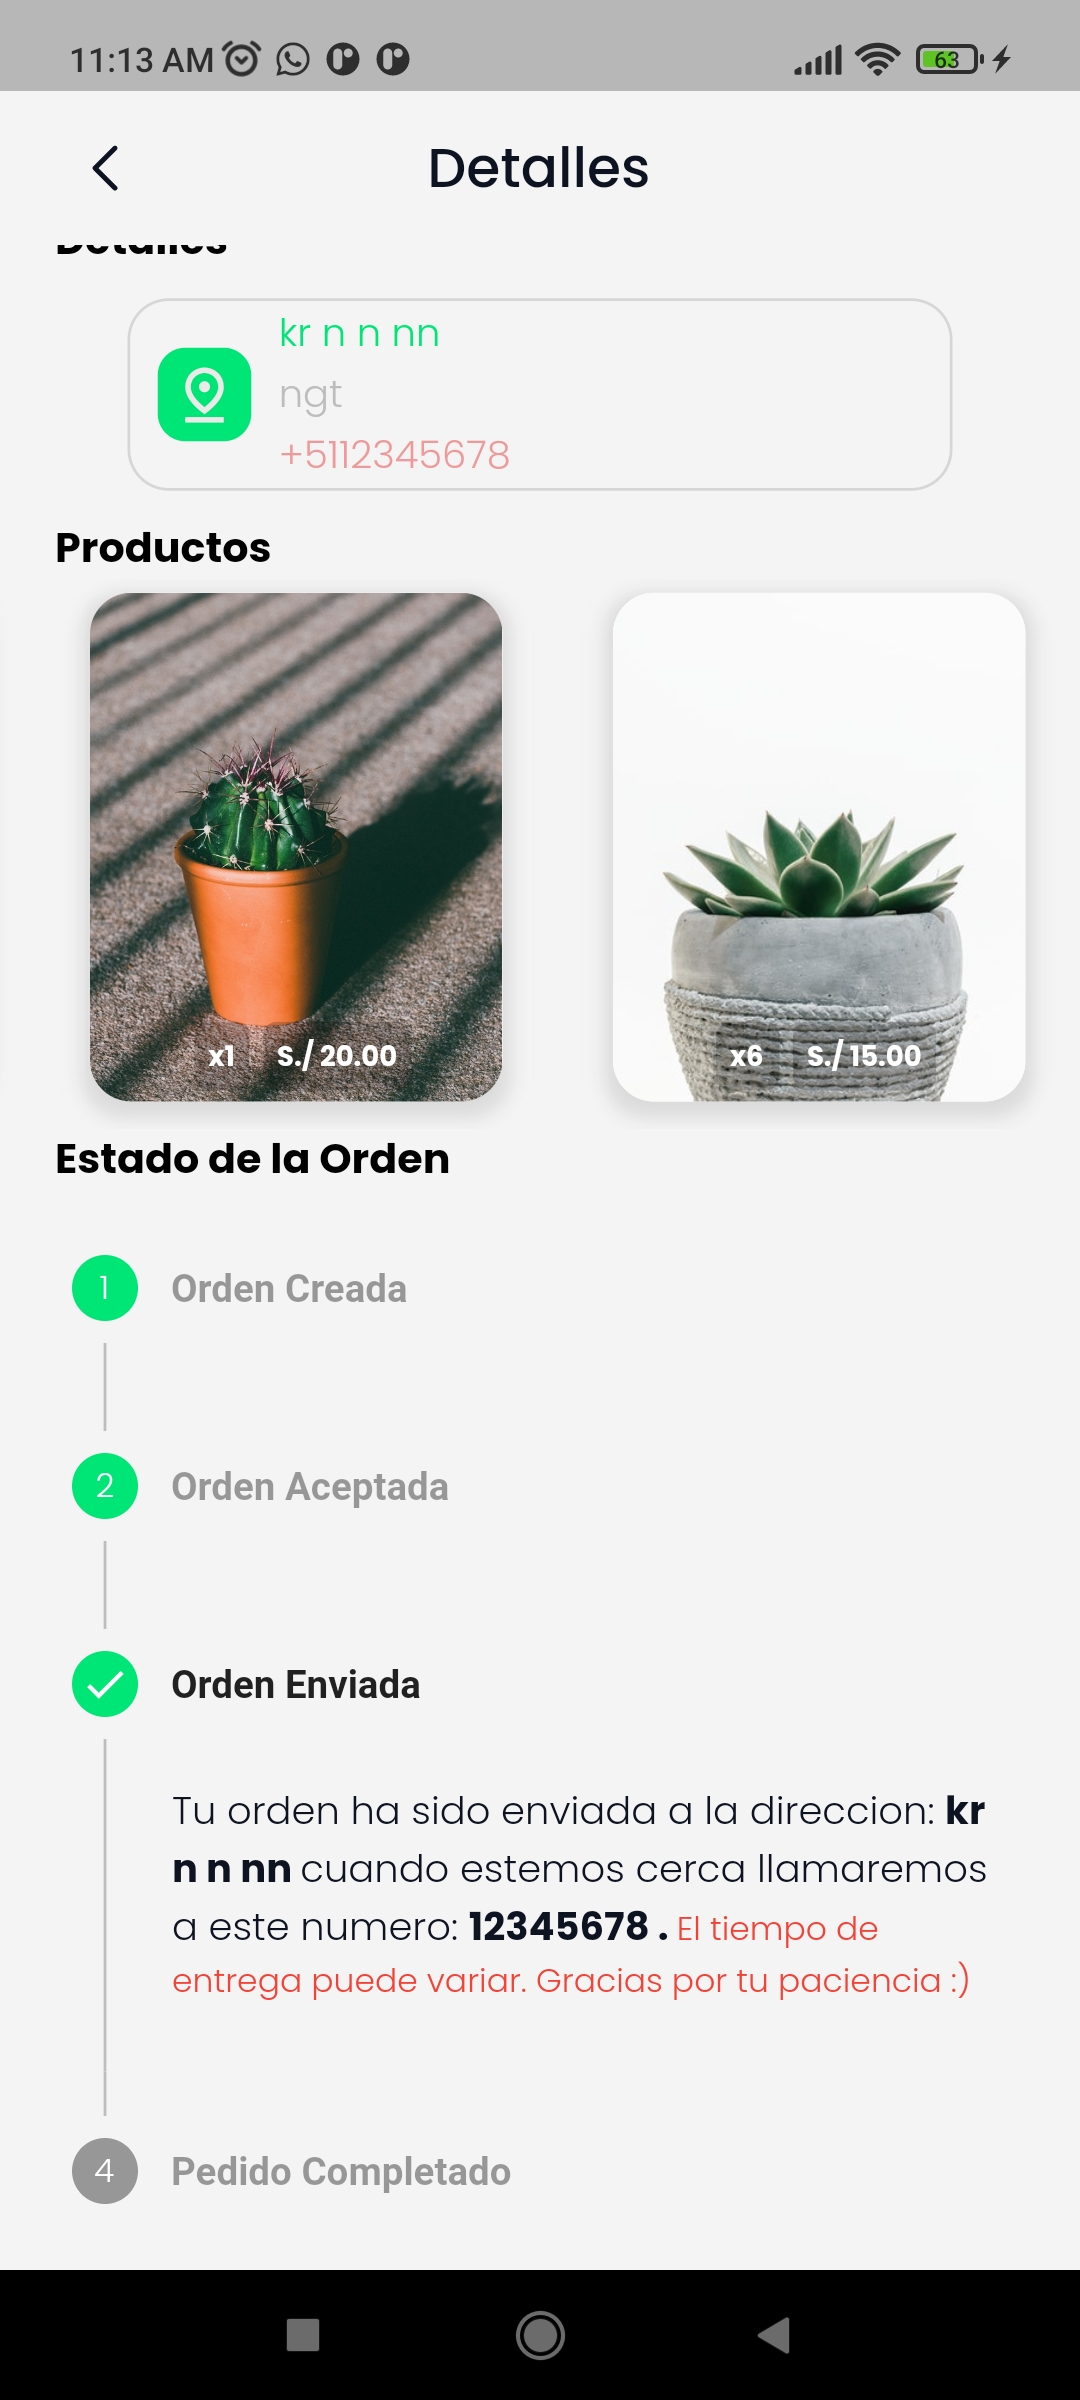 11:13 AM
63
Detalles
Detalles
kr n n nn
ngt
+5112345678
Productos
x1 S./ 20.00
x6 S./ 15.00
Estado de la Orden
1 Orden Creada
2 Orden Aceptada
Orden Enviada
Tu orden ha sido enviada a la direccion: kr
n n nn cuando estemos cerca llamaremos
a este numero: 12345678 . El tiempo de
entrega puede variar. Gracias por tu paciencia :)
4 Pedido Completado